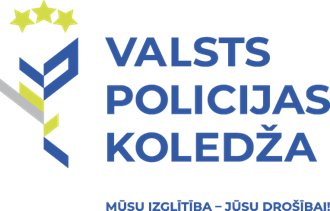 VALSTS
POLICIJAS
KOLEDŽA
MŪSU IZGLĪTĪBA – JŪSU DROŠĪBAI!